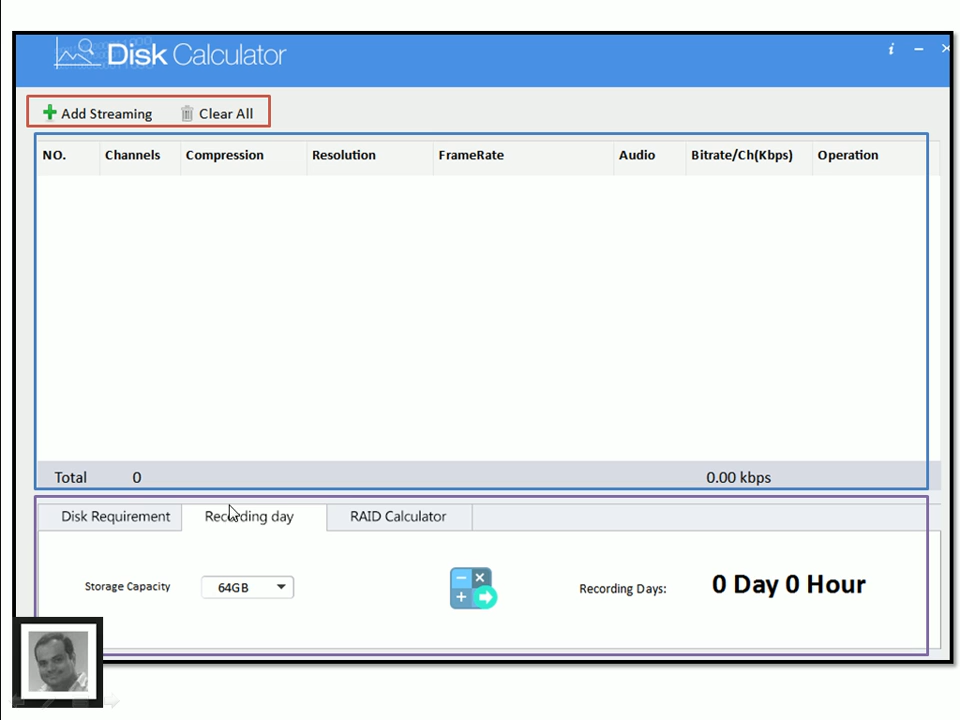 Disk Calculator
Add Streaming Clear All
NO. Channels Compression Resolution FrameRate Audio Bitrate/Ch(Kbps) Operation
Total 0 0.00 kbps
Disk Requirement Recording day RAID Calculator
Storage Capacity 64GB Recording Days: 0 Day 0 Hour